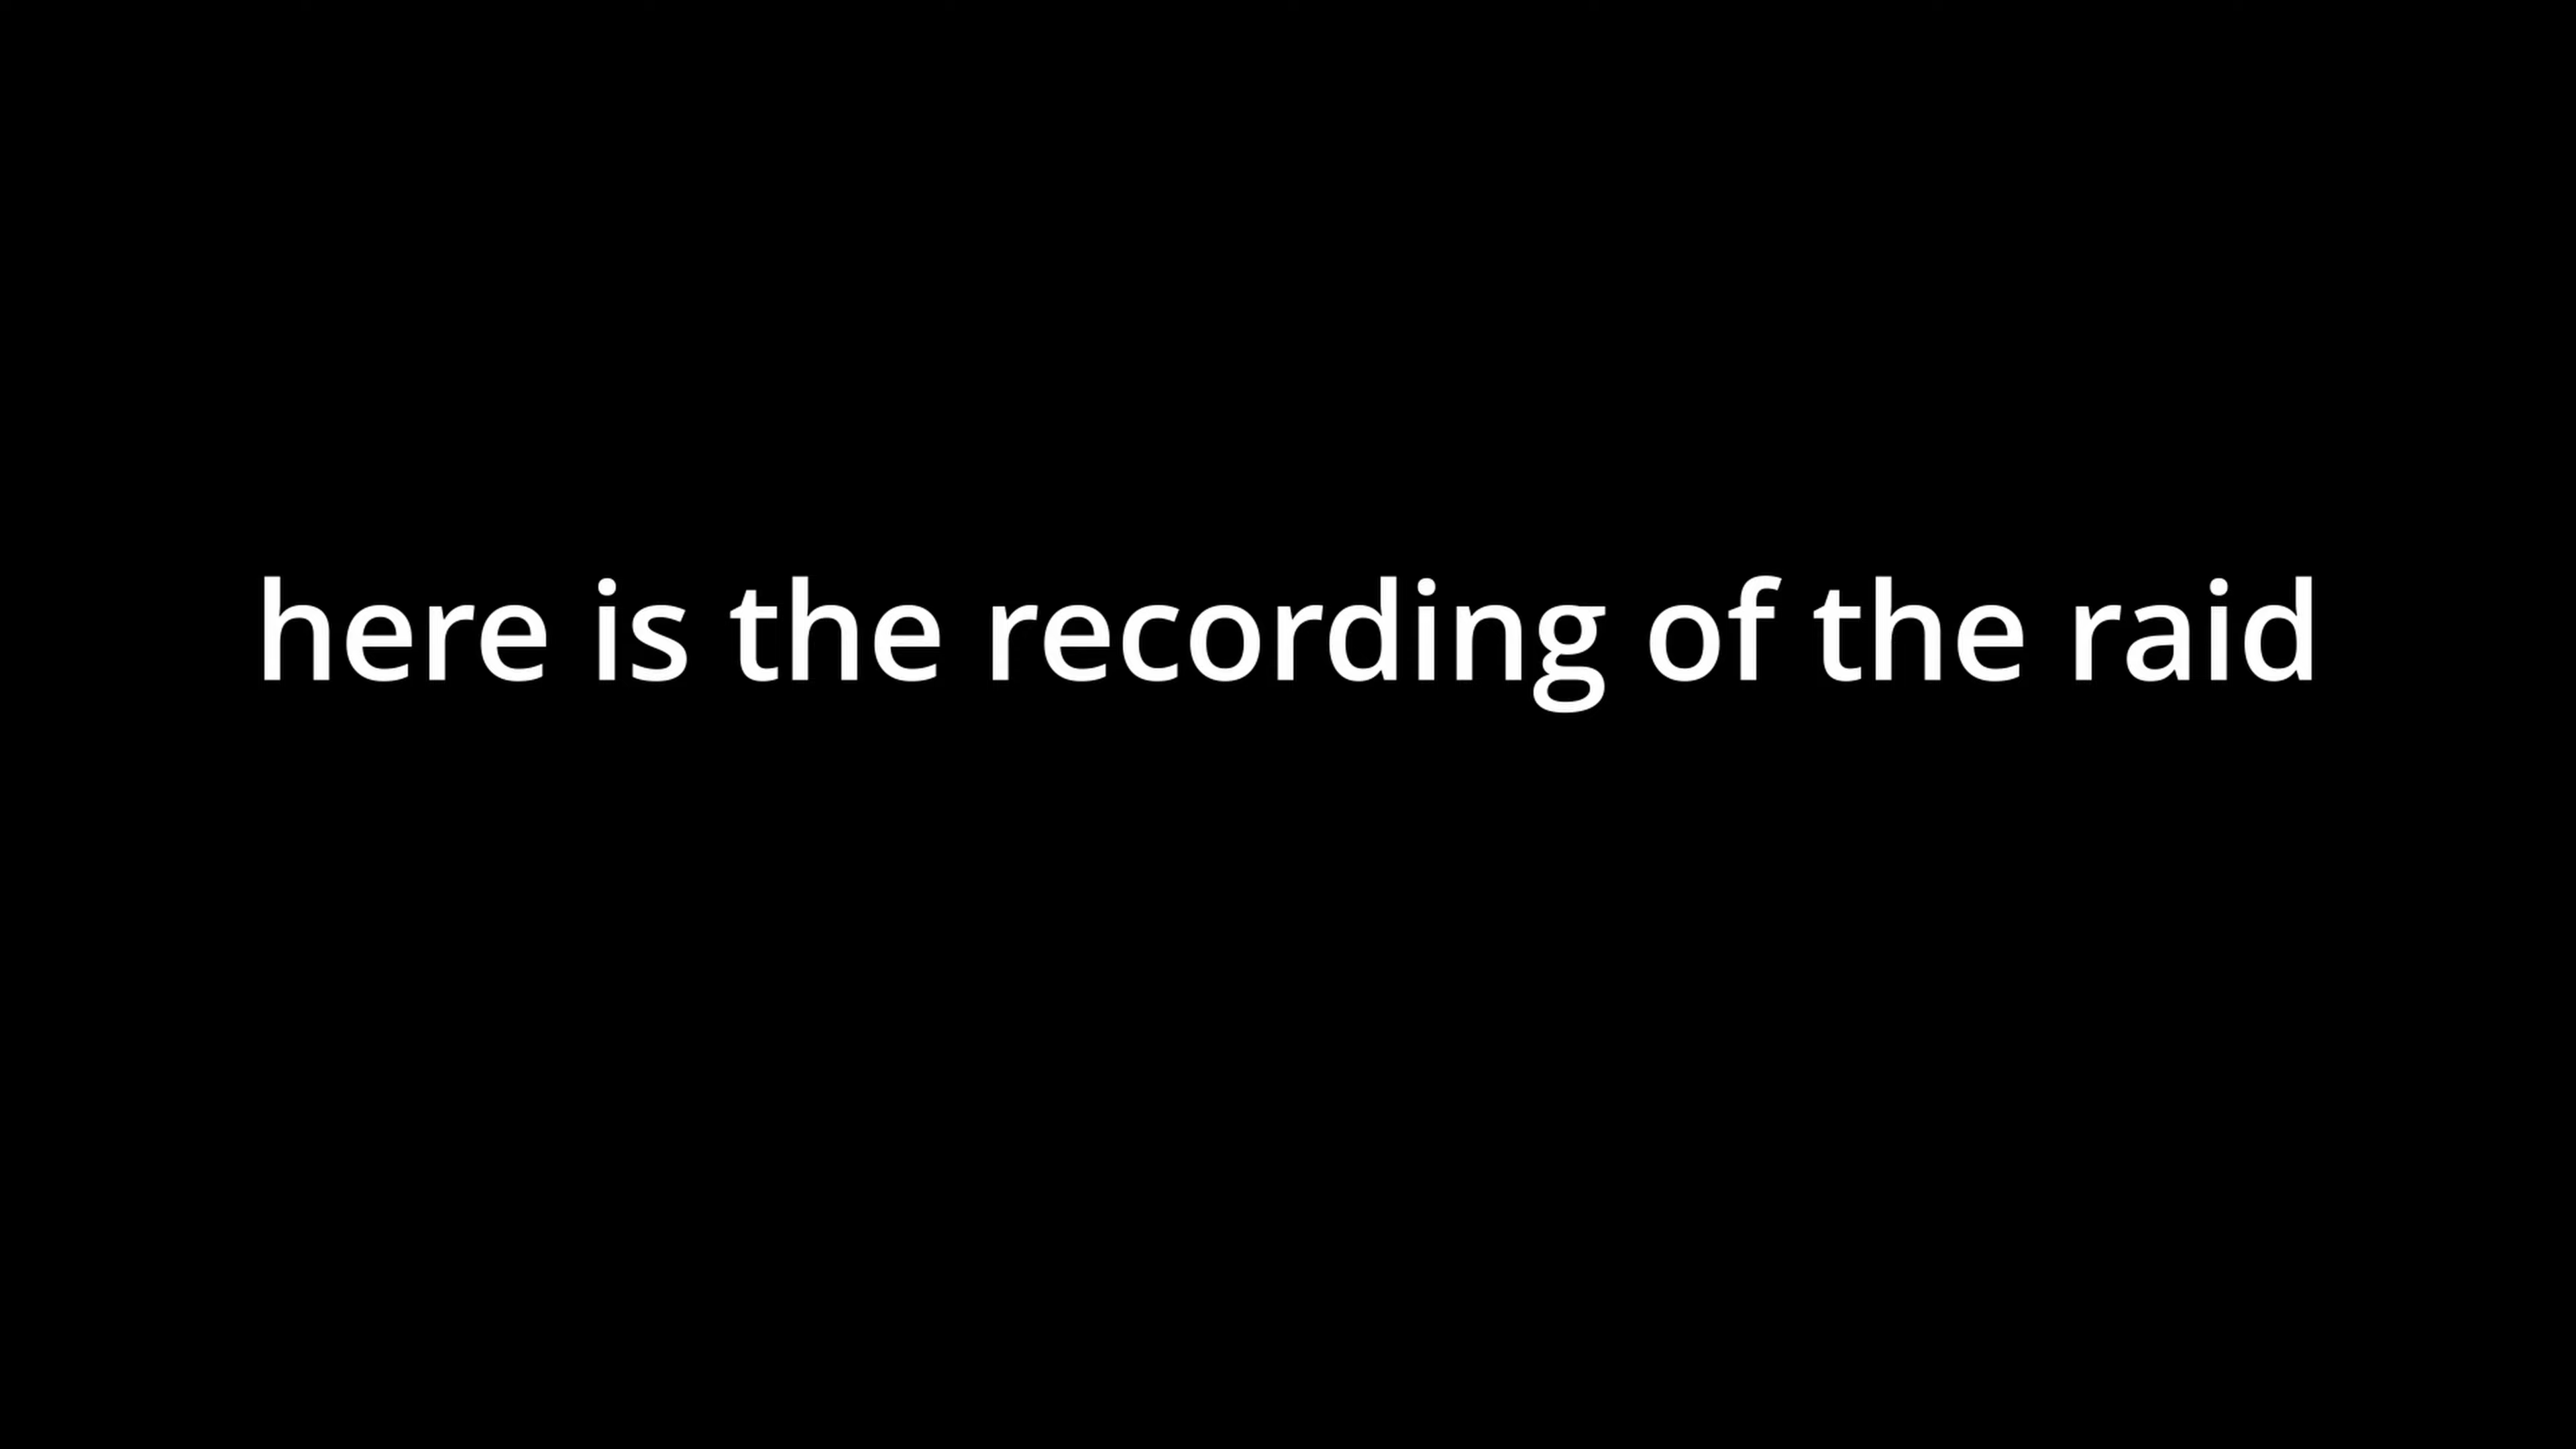 here is the recording of the raid